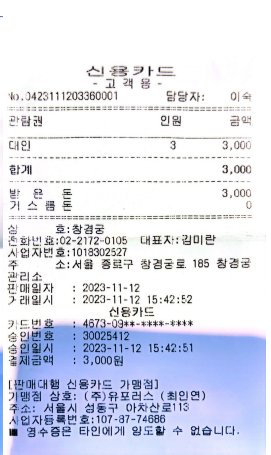 신용카드
- 고객용 -
No.0423111203360001 담당자: 이숙
관람권 인원 금액
대인 3 3,000
합계 3,000
받은돈 3,000
거스름돈 0
상 호:창경궁
전화번호:02-2172-0105 대표자:김미란
사업자번호:1018302527
주 소:서울 종로구 창경궁로 185 창경궁
관리소
판매일자 : 2023-11-12
거래일시 : 2023-11-12 15:42:52
신용카드
카드번호 : 4673-09**-****-****
승인번호 : 30025412
승인일시 : 2023-11-12 15:42:51
결제금액 : 3,000원
[판매대행 신용카드 가맹점]
가맹점 상호: (주)유포러스 (최인연)
주소: 서울시 성동구 아차산로113
사업자등록번호:107-87-74686
■ 영수증은 타인에게 양도할 수 없습니다.